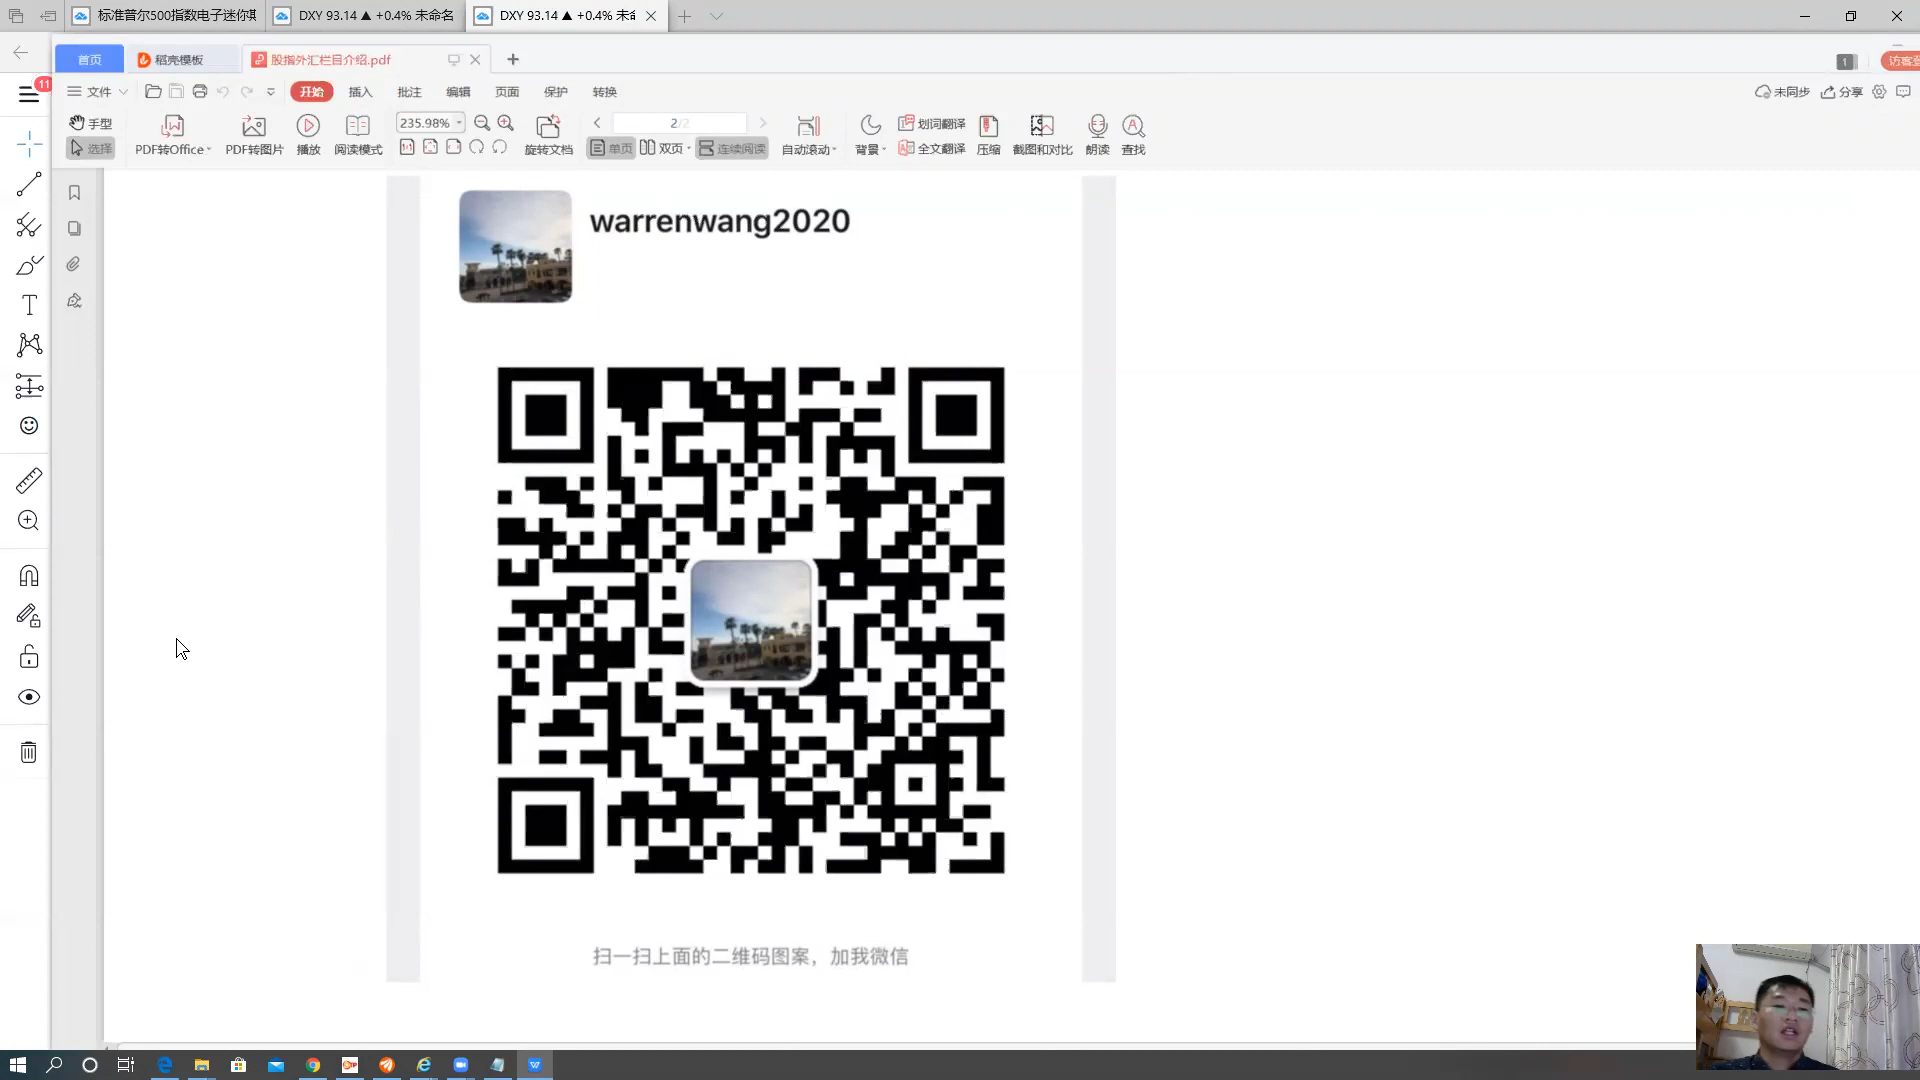 标准普尔500指数电子迷你期
DXY 93.14 ▲ +0.4% 未命名
DXY 93.14 ▲ +0.4% 未命
首页
稻壳模板
股指外汇栏目介绍.pdf
1
访客登
11
文件
开始
插入
批注
编辑
页面
保护
转换
未同步
分享
手型
选择
PDF转Office
PDF转图片
播放
阅读模式
235.98%
旋转文档
2/2
单页
双页
连续阅读
自动滚动
背景
划词翻译
全文翻译
压缩
截图和对比
朗读
查找
warrenwang2020
扫一扫上面的二维码图案，加我微信